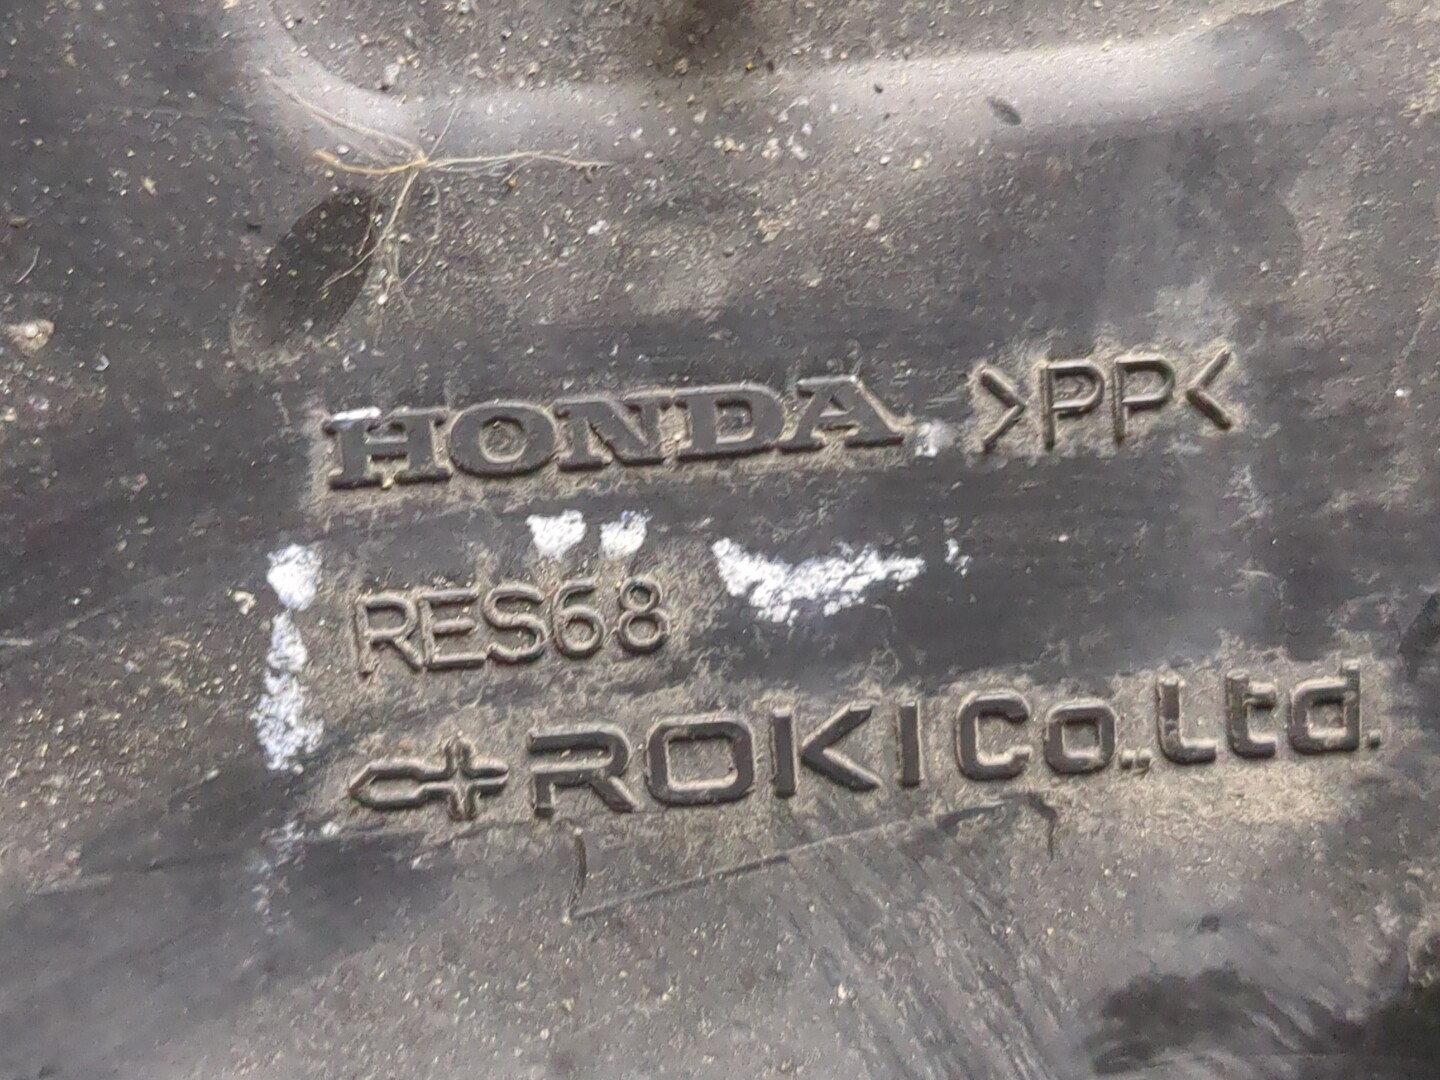 HONDA >PP<
RES68
ROKI Co.,Ltd.